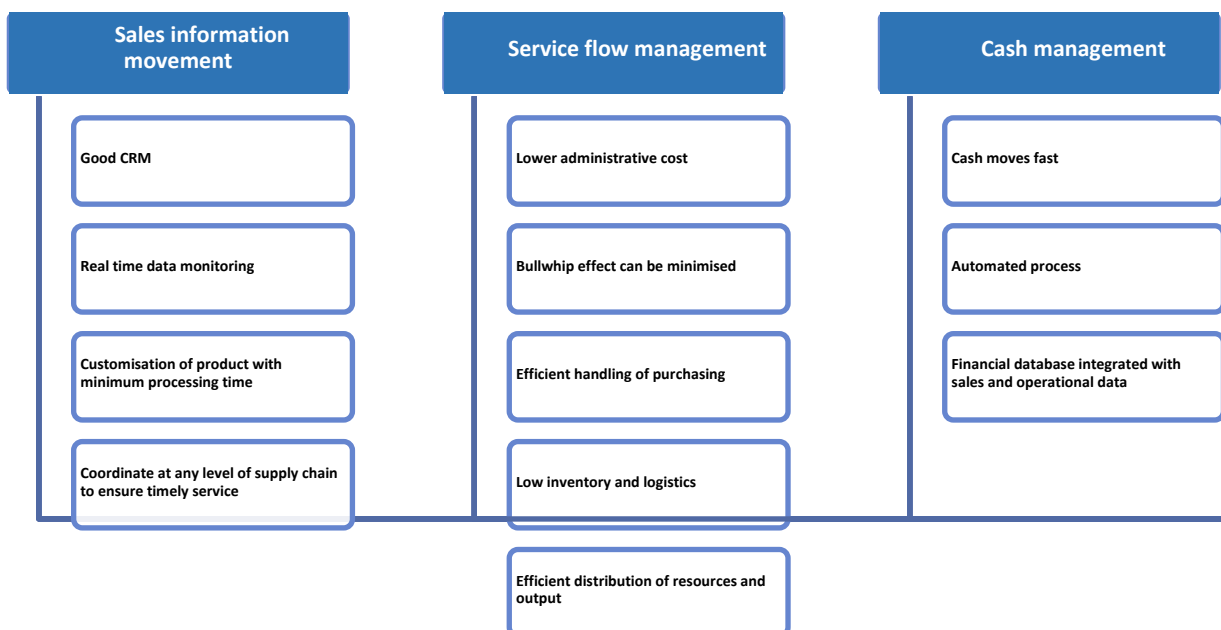 Sales information
movement
Good CRM
Real time data monitoring
Customisation of product with
minimum processing time
Coordinate at any level of supply chain
to ensure timely service
Service flow management
Lower administrative cost
Bullwhip effect can be minimised
Efficient handling of purchasing
Low inventory and logistics
Efficient distribution of resources and
output
Cash management
Cash moves fast
Automated process
Financial database integrated with
sales and operational data